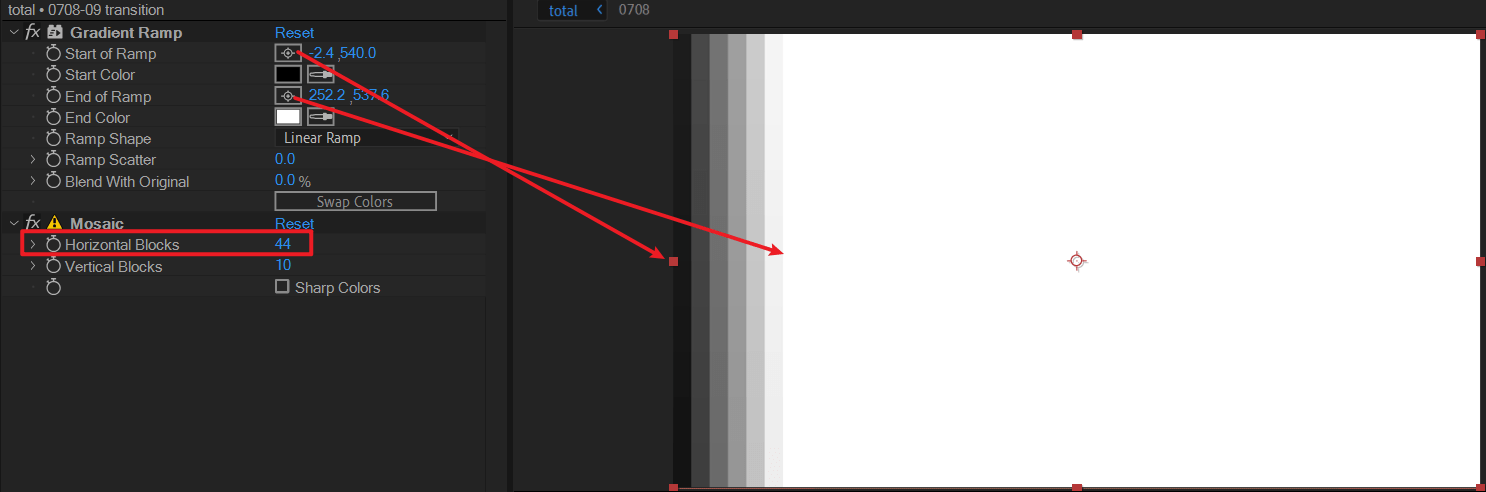 total • 0708-09 transition
total
0708
fx Gradient Ramp Reset
Start of Ramp -2.4 ,540.0
Start Color
End of Ramp 252.2 ,537.6
End Color
Ramp Shape Linear Ramp
Ramp Scatter 0.0
Blend With Original 0.0 %
Swap Colors
fx Mosaic Reset
Horizontal Blocks 44
Vertical Blocks 10
Sharp Colors